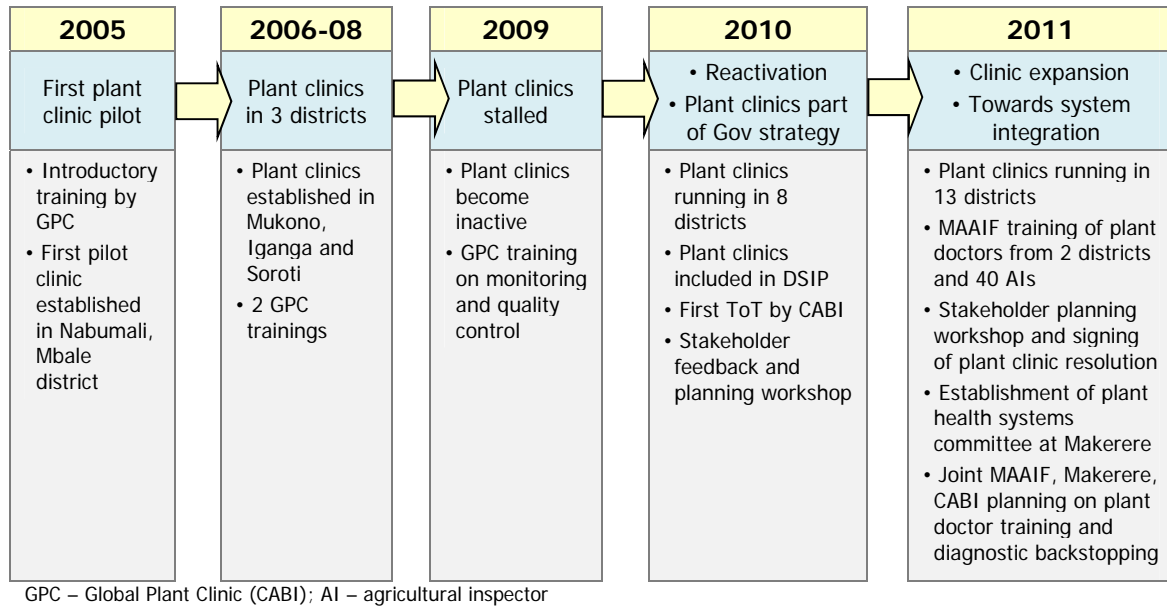 2005
First plant
clinic pilot
• Introductory
training by
GPC
• First pilot
clinic
established
in Nabumali,
Mbale
district
2006-08
Plant clinics
in 3 districts
• Plant clinics
established in
Mukono,
Iganga and
Soroti
• 2 GPC
trainings
2009
Plant clinics
stalled
• Plant clinics
become
inactive
• GPC training
on monitoring
and quality
control
2010
• Reactivation
• Plant clinics part
of Gov strategy
• Plant clinics
running in 8
districts
• Plant clinics
included in DSIP
• First ToT by CABI
• Stakeholder
feedback and
planning workshop
2011
• Clinic expansion
• Towards system
integration
• Plant clinics running in
13 districts
• MAAIF training of plant
doctors from 2 districts
and 40 AIs
• Stakeholder planning
workshop and signing
of plant clinic resolution
• Establishment of plant
health systems
committee at Makerere
• Joint MAAIF, Makerere,
CABI planning on plant
doctor training and
diagnostic backstopping
GPC – Global Plant Clinic (CABI); AI – agricultural inspector